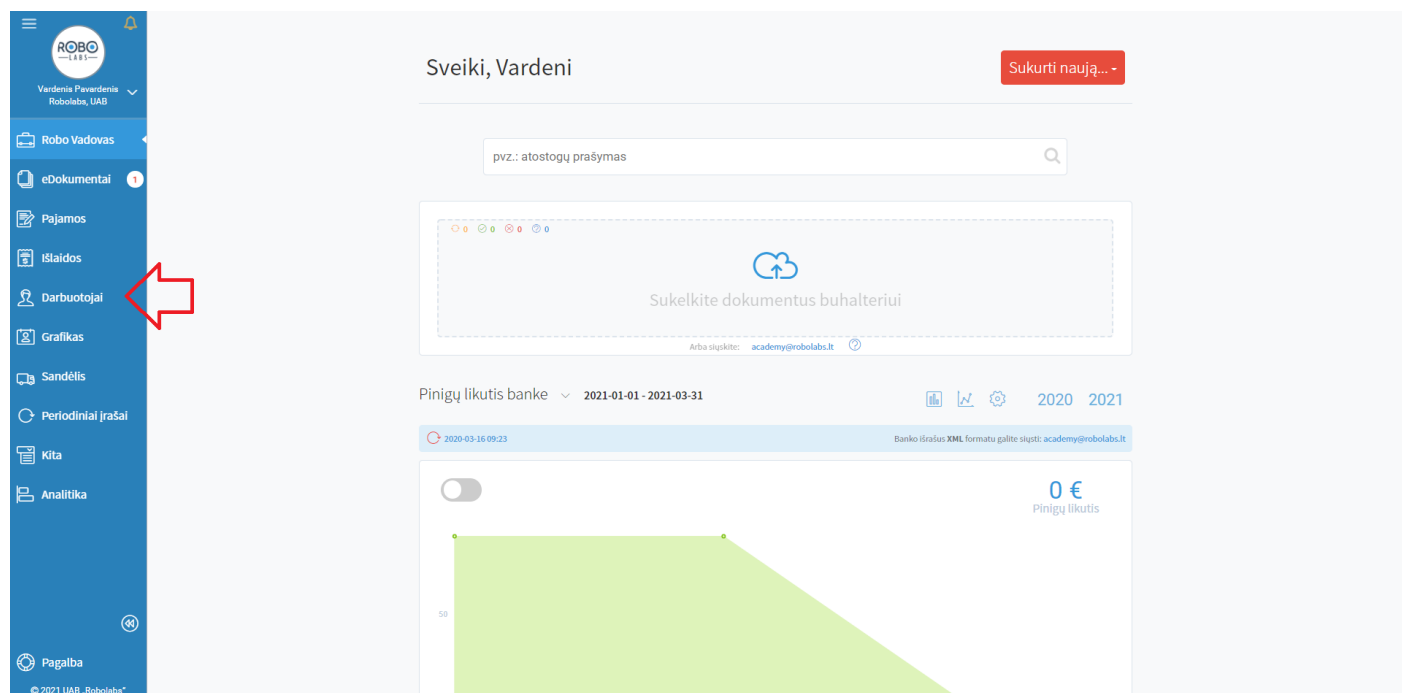 ROBO
LABS
Vardenis Pavardenis
Robolabs, UAB
Robo Vadovas
eDokumentai 1
Pajamos
Išlaidos
Darbuotojai
Grafikas
Sandėlis
Periodiniai įrašai
Kita
Analitika
Pagalba
© 2021 UAB „Robolabs"
Sveiki, Vardeni
Sukurti naują...
pvz.: atostogų prašymas
0 0 0 0
Sukelkite dokumentus buhalteriui
Arba siųskite: academy@robolabs.lt
Pinigų likutis banke 2021-01-01 - 2021-03-31
2020 2021
2020-03-16 09:23
Banko išrašus XML formatu galite siųsti: academy@robolabs.lt
0 €
Pinigų likutis
50